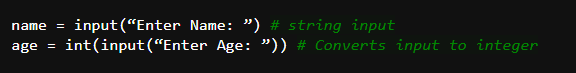 name = input(“Enter Name: ”) # string input
age = int(input(“Enter Age: ”)) # Converts input to integer